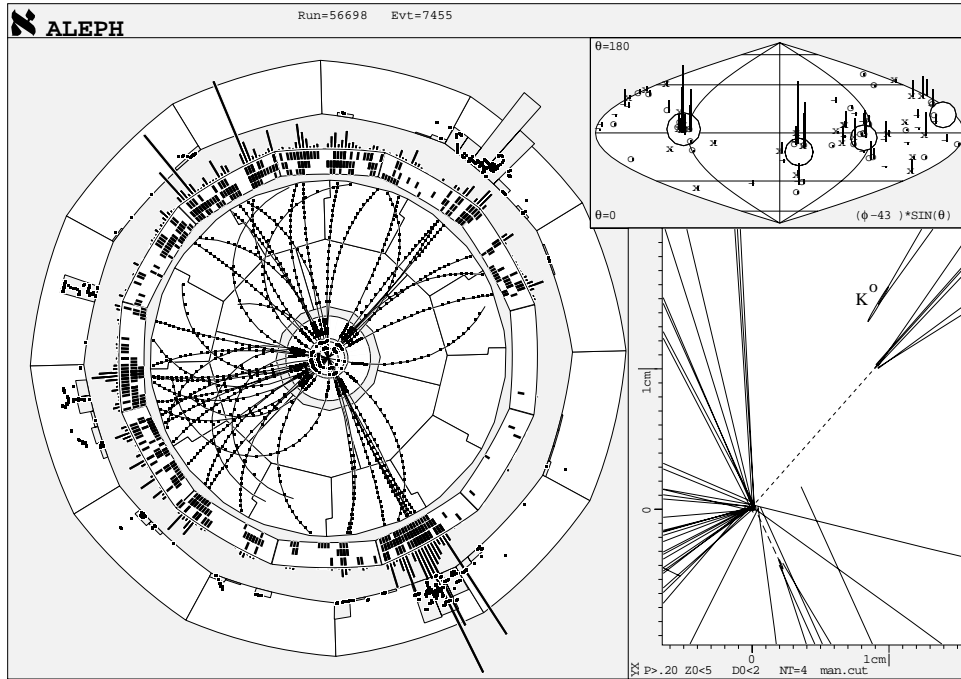 ℵ ALEPH
Run=56698 Evt=7455
θ=180
θ=0
(ϕ-43 )*SIN(θ)
K⁰
1cm
0
0
1cm
YX P>.20 Z0<5 D0<2 NT=4 man.cut